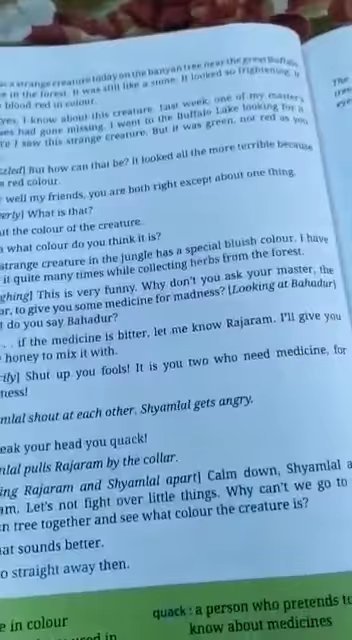 a strange creature today on the banyan tree near the great Buffalo
in the forest. It was still like a stone. It looked so frightening. It
blood red in colour.
yes, I know about this creature. Last week, one of my master's
had gone missing. I went to the Buffalo Lake looking for a
I saw this strange creature. But it was green, not red as you
But how can that be? It looked all the more terrible because
red colour.
well my friends, you are both right except about one thing.
What is that?
the colour of the creature.
what colour do you think it is?
strange creature in the jungle has a special bluish colour. I have
it quite many times while collecting herbs from the forest.
This is very funny. Why don't you ask your master, the
to give you some medicine for madness? [Looking at Bahadur]
do you say Bahadur?
. . if the medicine is bitter, let me know Rajaram. I'll give you
honey to mix it with.
Shut up you fools! It is you two who need medicine, for
ness!
mlal shout at each other. Shyamlal gets angry.
eak your head you quack!
nlal pulls Rajaram by the collar.
ing Rajaram and Shyamlal apart] Calm down, Shyamlal a
am. Let's not fight over little things. Why can't we go to
n tree together and see what colour the creature is?
at sounds better.
o straight away then.
e in colour
quack : a person who pretends to
know about medicines
used in
The